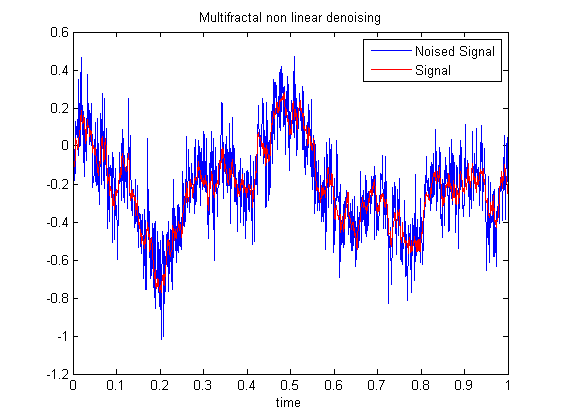 Multifractal non linear denoising
Noised Signal
Signal
0.6
0.4
0.2
0
-0.2
-0.4
-0.6
-0.8
-1
-1.2
0 0.1 0.2 0.3 0.4 0.5 0.6 0.7 0.8 0.9 1
time